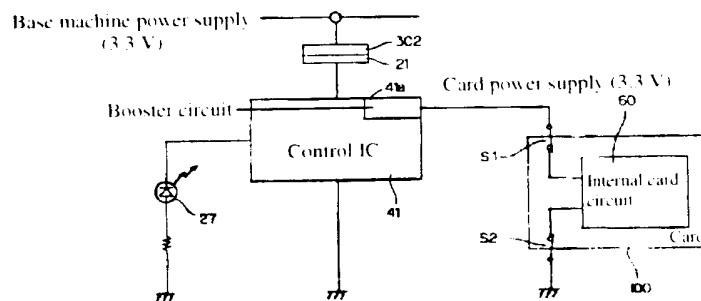 Base machine power supply
(3.3 V)
3C2
21
41a
Card power supply (3.3 V)
Booster circuit
60
S1
Control IC
Internal card
circuit
27
41
S2
Card
100